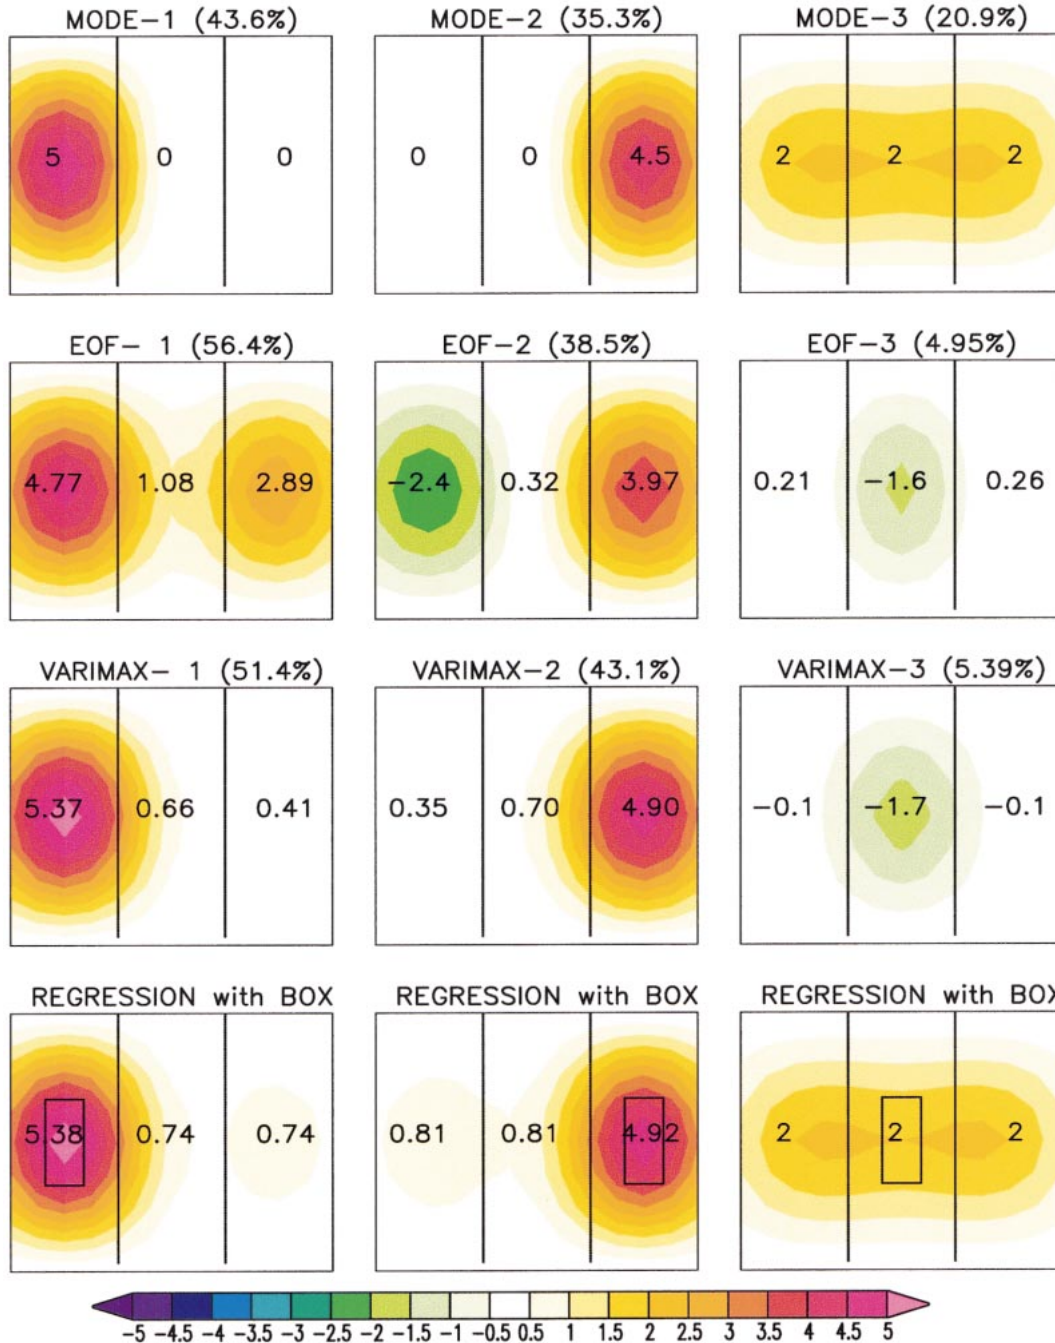 MODE-1 (43.6%) MODE-2 (35.3%) MODE-3 (20.9%)
5 0 0 0 0 4.5 2 2 2
EOF- 1 (56.4%) EOF-2 (38.5%) EOF-3 (4.95%)
4.77 1.08 2.89 -2.4 0.32 3.97 0.21 -1.6 0.26
VARIMAX- 1 (51.4%) VARIMAX-2 (43.1%) VARIMAX-3 (5.39%)
5.37 0.66 0.41 0.35 0.70 4.90 -0.1 -1.7 -0.1
REGRESSION with BOX REGRESSION with BOX REGRESSION with BOX
5.38 0.74 0.74 0.81 0.81 4.92 2 2 2
-5 -4.5 -4 -3.5 -3 -2.5 -2 -1.5 -1 -0.5 0.5 1 1.5 2 2.5 3 3.5 4 4.5 5